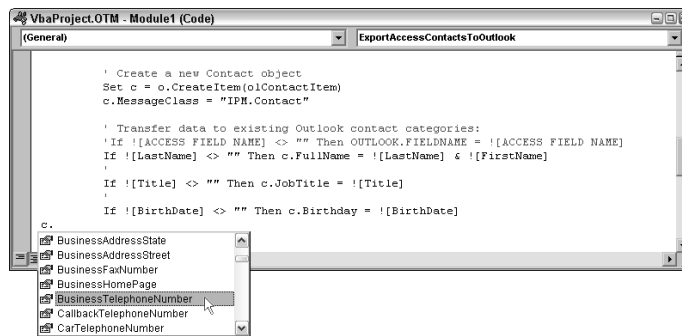 VbaProject.OTM - Module1 (Code)
(General) ExportAccessContactsToOutlook
' Create a new Contact object
Set c = o.CreateItem(olContactItem)
c.MessageClass = "IPM.Contact"
' Transfer data to existing Outlook contact categories:
'If ![ACCESS FIELD NAME] <> "" Then OUTLOOK.FIELDNAME = ![ACCESS FIELD NAME]
If ![LastName] <> "" Then c.FullName = ![LastName] & ![FirstName]
'
If ![Title] <> "" Then c.JobTitle = ![Title]
'
If ![BirthDate] <> "" Then c.Birthday = ![BirthDate]
c.
BusinessAddressState
BusinessAddressStreet
BusinessFaxNumber
BusinessHomePage
BusinessTelephoneNumber
CallbackTelephoneNumber
CarTelephoneNumber